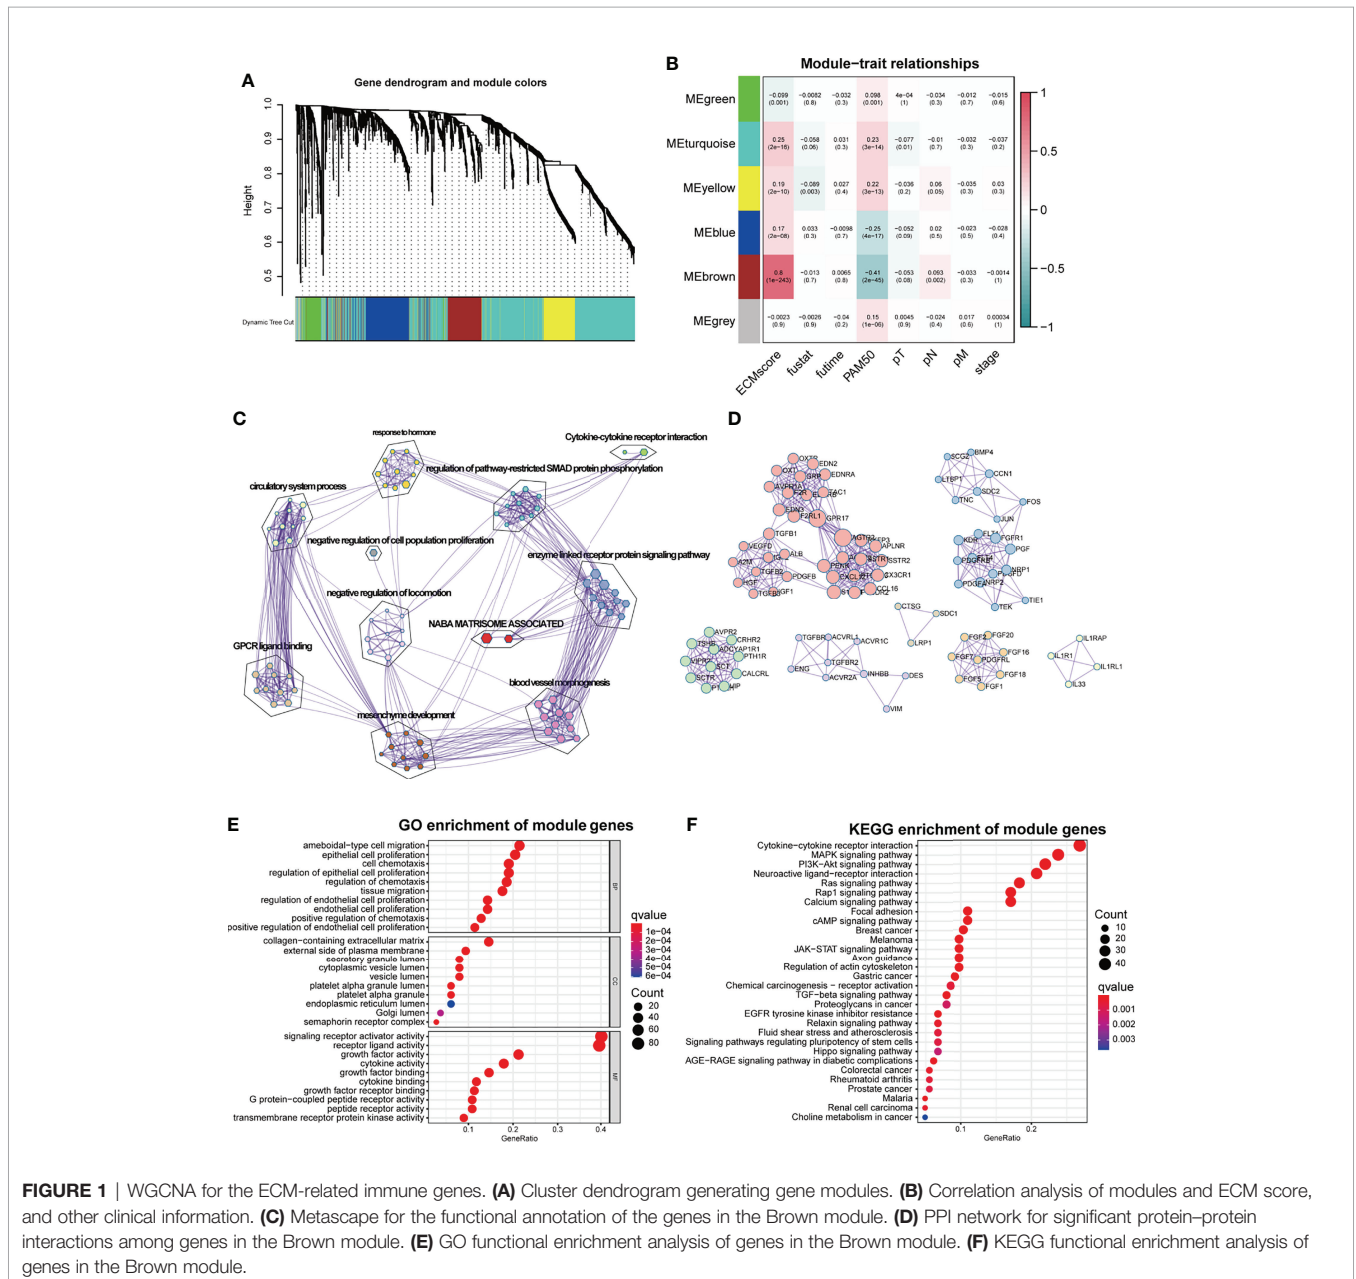 A
Gene dendrogram and module colors
Height
1.0
0.9
0.8
0.7
0.6
0.5
Dynamic Tree Cut
B
Module−trait relationships
MEgreen
−0.099 −0.0082 −0.032 0.098 4e−04 −0.034 −0.012 −0.015
(0.001) (0.8) (0.3) (0.001) (1) (0.3) (0.7) (0.6)
MEturquoise
0.25 −0.058 0.031 0.23 −0.077 −0.01 −0.032 −0.037
(2e−15) (0.06) (0.3) (3e−14) (0.01) (0.7) (0.3) (0.2)
MEyellow
0.19 −0.089 0.027 0.22 −0.036 0.06 −0.035 0.03
(2e−10) (0.003) (0.4) (3e−13) (0.2) (0.05) (0.3) (0.3)
MEblue
0.17 0.033 −0.0098 −0.25 −0.052 0.02 −0.023 −0.028
(2e−08) (0.3) (0.7) (4e−17) (0.09) (0.5) (0.5) (0.4)
MEbrown
0.8 −0.013 0.0065 −0.41 −0.053 0.093 −0.033 −0.0014
(1e−243) (0.7) (0.8) (2e−45) (0.08) (0.002) (0.3) (1)
MEgrey
−0.0023 −0.0026 −0.04 0.15 0.0045 −0.024 0.017 0.00034
(0.9) (0.9) (0.2) (1e−06) (0.9) (0.4) (0.6) (1)
ECMscore fustat futime PAM50 pT pN pM stage
1
0.5
0
−0.5
−1
C
response to hormone
Cytokine-cytokine receptor interaction
regulation of pathway-restricted SMAD protein phosphorylation
circulatory system process
negative regulation of cell population proliferation
enzyme linked receptor protein signaling pathway
negative regulation of locomotion
NABA MATRISOME ASSOCIATED
GPCR ligand binding
blood vessel morphogenesis
mesenchyme development
D
OXTR
OXT
EDN2
GRP
EDNRA
AVPR1A
F2R
TAC1
EDN3
F2RL1
GPR17
TGFB1
VEGFD
ALB
A2M
TGFB2
PDGFB
HGF
TGFB3
IGF1
AGTR2
APLNR
SSTR1
SSTR2
PENK
CX3CR1
CCL16
SCG2
BMP4
CCN1
LTBP1
SDC2
TNC
FOS
JUN
KDR
FGFR1
PGF
PDGFRB
NRP1
PDGFA
NRP2
TIE1
TEK
CTSG
SDC1
LRP1
AVPR2
CRHR2
ADCYAP1R1
PTH1R
VIPR2
SCT
CALCRL
SCTR
VIP
TGFBR
ACVRL1
ACVR1C
TGFBR2
ENG
ACVR2A
INHBB
DES
VIM
FGF2
FGF20
FGF16
FGF7
PDGFRL
FGF18
FGF5
FGF1
IL1RAP
IL1R1
IL1RL1
IL33
E
GO enrichment of module genes
ameboidal−type cell migration
epithelial cell proliferation
cell chemotaxis
regulation of epithelial cell proliferation
regulation of chemotaxis
tissue migration
regulation of endothelial cell proliferation
endothelial cell proliferation
positive regulation of chemotaxis
positive regulation of endothelial cell proliferation
BP
collagen−containing extracellular matrix
external side of plasma membrane
secretory granule lumen
cytoplasmic vesicle lumen
vesicle lumen
platelet alpha granule lumen
platelet alpha granule
endoplasmic reticulum lumen
Golgi lumen
semaphorin receptor complex
CC
signaling receptor activator activity
receptor ligand activity
growth factor activity
cytokine activity
growth factor binding
cytokine binding
growth factor receptor binding
G protein−coupled peptide receptor activity
peptide receptor activity
transmembrane receptor protein kinase activity
MF
0.1 0.2 0.3 0.4
GeneRatio
qvalue
1e−04
2e−04
3e−04
4e−04
5e−04
6e−04
Count
20
40
60
80
F
KEGG enrichment of module genes
Cytokine−cytokine receptor interaction
MAPK signaling pathway
PI3K−Akt signaling pathway
Neuroactive ligand−receptor interaction
Ras signaling pathway
Rap1 signaling pathway
Calcium signaling pathway
Focal adhesion
cAMP signaling pathway
Breast cancer
Melanoma
JAK−STAT signaling pathway
Axon guidance
Regulation of actin cytoskeleton
Gastric cancer
Chemical carcinogenesis − receptor activation
TGF−beta signaling pathway
Proteoglycans in cancer
EGFR tyrosine kinase inhibitor resistance
Relaxin signaling pathway
Fluid shear stress and atherosclerosis
Signaling pathways regulating pluripotency of stem cells
Hippo signaling pathway
AGE−RAGE signaling pathway in diabetic complications
Colorectal cancer
Rheumatoid arthritis
Prostate cancer
Malaria
Renal cell carcinoma
Choline metabolism in cancer
0.1 0.2
GeneRatio
Count
10
20
30
40
qvalue
0.001
0.002
0.003
FIGURE 1 | WGCNA for the ECM-related immune genes. (A) Cluster dendrogram generating gene modules. (B) Correlation analysis of modules and ECM score,
and other clinical information. (C) Metascape for the functional annotation of the genes in the Brown module. (D) PPI network for significant protein–protein
interactions among genes in the Brown module. (E) GO functional enrichment analysis of genes in the Brown module. (F) KEGG functional enrichment analysis of
genes in the Brown module.